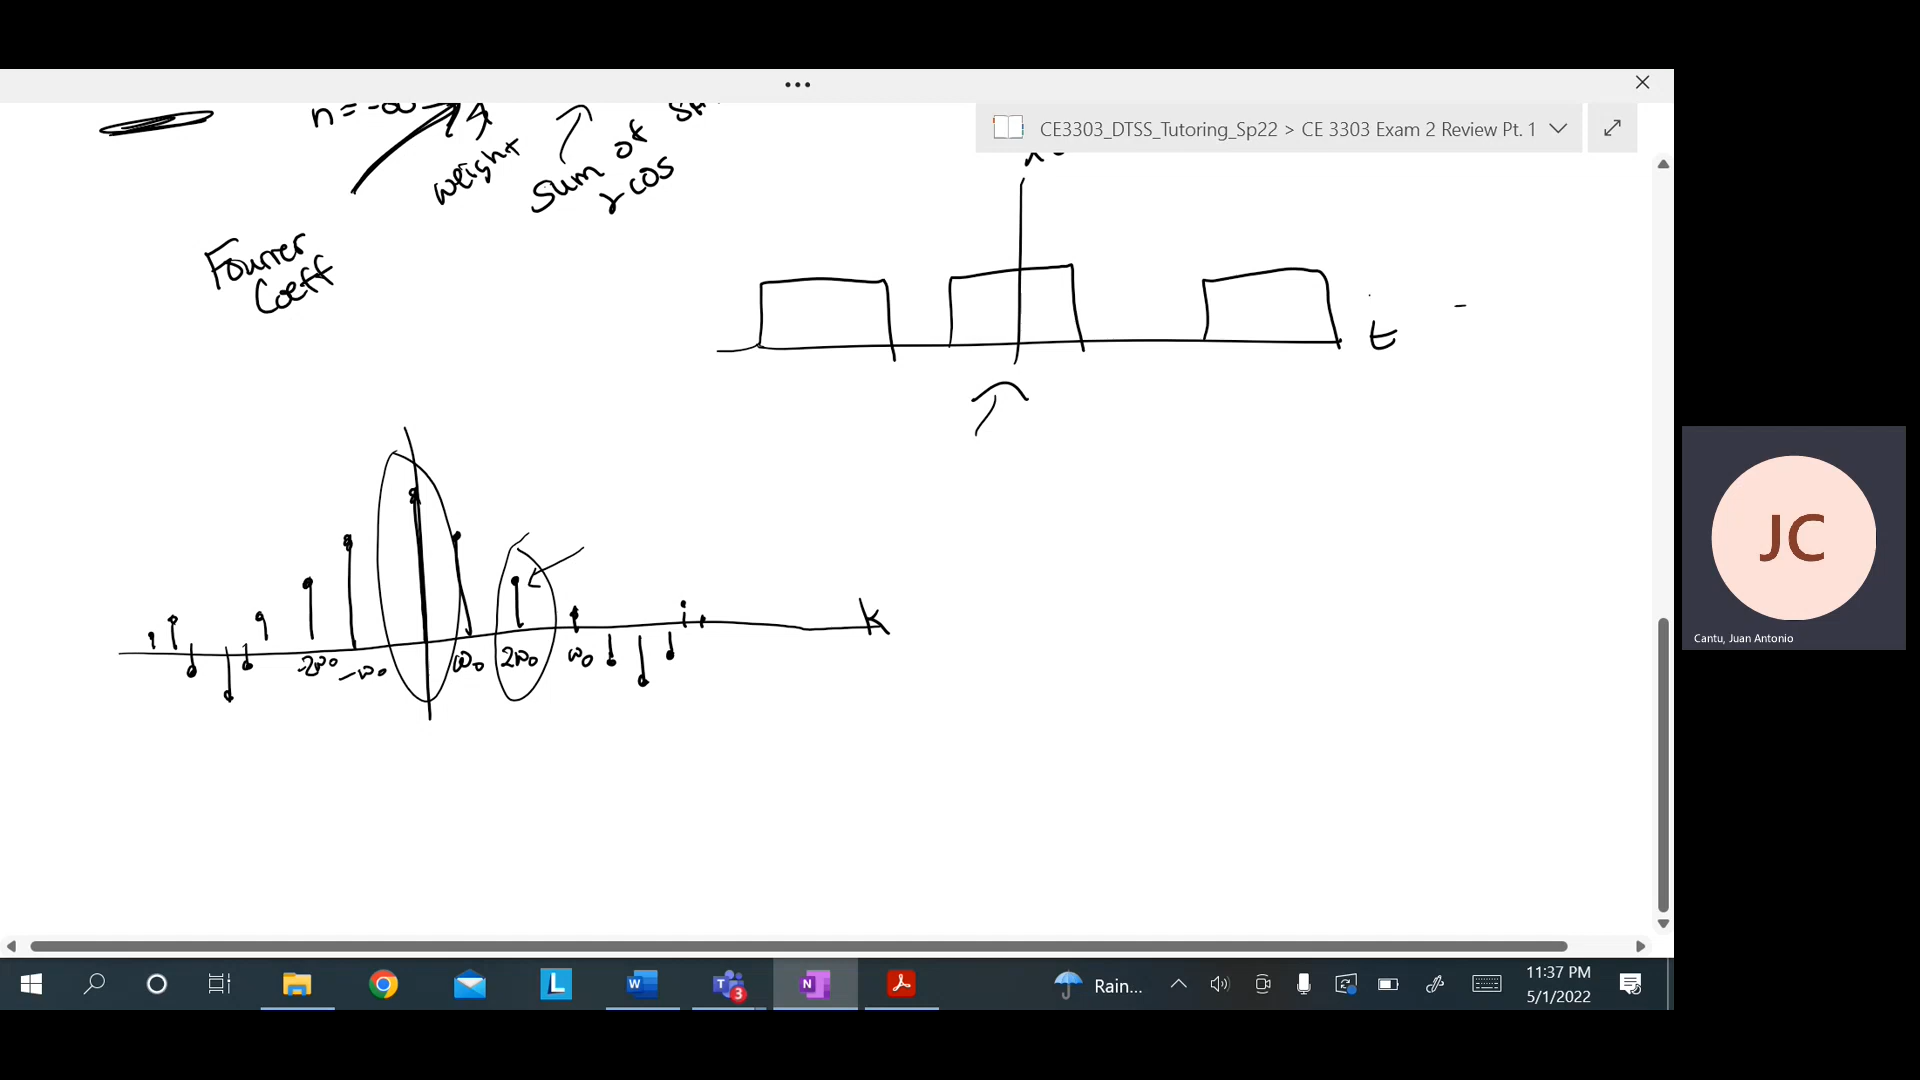 n = -∞
weight
sum of
r cos
Fourier
Coeff
CE3303_DTSS_Tutoring_Sp22 > CE 3303 Exam 2 Review Pt. 1
t
-2ω₀
-ω₀
ω₀
2ω₀
ω₀
k
JC
Cantu, Juan Antonio
Rain...
11:37 PM
5/1/2022
L
W
T
3
N